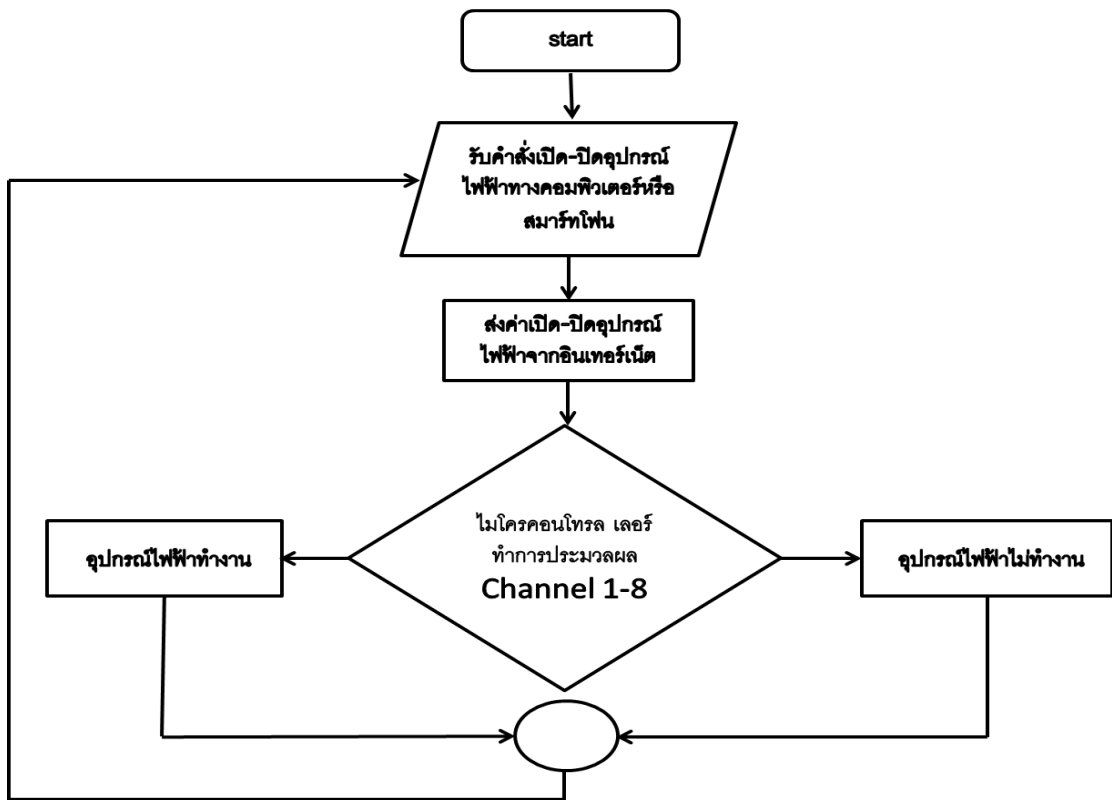 start
รับคำสั่งเปิด-ปิดอุปกรณ์
ไฟฟ้าทางคอมพิวเตอร์หรือ
สมาร์ทโฟน
ส่งค่าเปิด-ปิดอุปกรณ์
ไฟฟ้าจากอินเทอร์เน็ต
ไมโครคอนโทรล เลอร์
ทำการประมวลผล
Channel 1-8
อุปกรณ์ไฟฟ้าทำงาน
อุปกรณ์ไฟฟ้าไม่ทำงาน